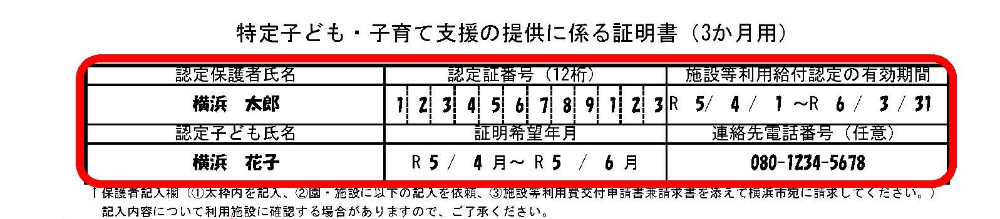 特定子ども・子育て支援の提供に係る証明書（3か月用）
認定保護者氏名 認定証番号（12桁） 施設等利用給付認定の有効期間
横浜 太郎 1 2 3 4 5 6 7 8 9 1 2 3 R 5/ 4 / 1 ～R 6 / 3 / 31
認定子ども氏名 証明希望年月 連絡先電話番号（任意）
横浜 花子 R 5 / 4 月～ R 5 / 6 月 080-1234-5678
↑保護者記入欄（①太枠内を記入、②園・施設に以下の記入を依頼、③施設等利用費交付申請書兼請求書を添えて横浜市宛に請求してください。）
記入内容について利用施設に確認する場合がありますので、ご了承ください。